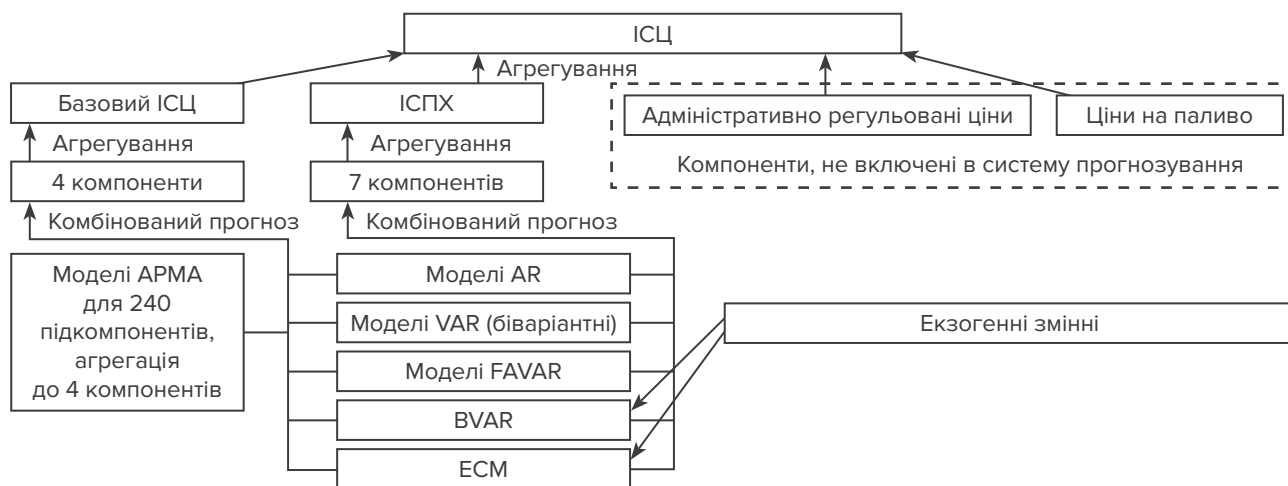 ІСЦ
Агрегування
Базовий ІСЦ
ІСПХ
Адміністративно регульовані ціни
Ціни на паливо
Агрегування
Агрегування
Компоненти, не включені в систему прогнозування
4 компоненти
7 компонентів
Комбінований прогноз
Комбінований прогноз
Моделі АРМА
для 240
підкомпонентів,
агрегація
до 4 компонентів
Моделі AR
Моделі VAR (біваріантні)
Моделі FAVAR
BVAR
ECM
Екзогенні змінні